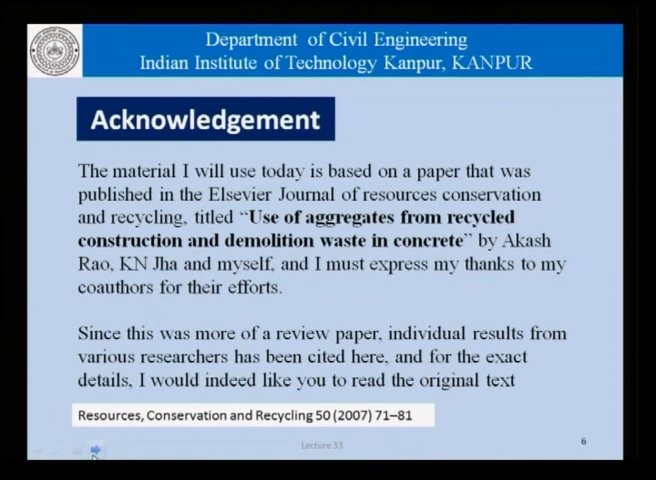 Department of Civil Engineering
Indian Institute of Technology Kanpur, KANPUR
Acknowledgement
The material I will use today is based on a paper that was
published in the Elsevier Journal of resources conservation
and recycling, titled “Use of aggregates from recycled
construction and demolition waste in concrete” by Akash
Rao, KN Jha and myself, and I must express my thanks to my
coauthors for their efforts.
Since this was more of a review paper, individual results from
various researchers has been cited here, and for the exact
details, I would indeed like you to read the original text
Resources, Conservation and Recycling 50 (2007) 71–81
Lecture 33
6